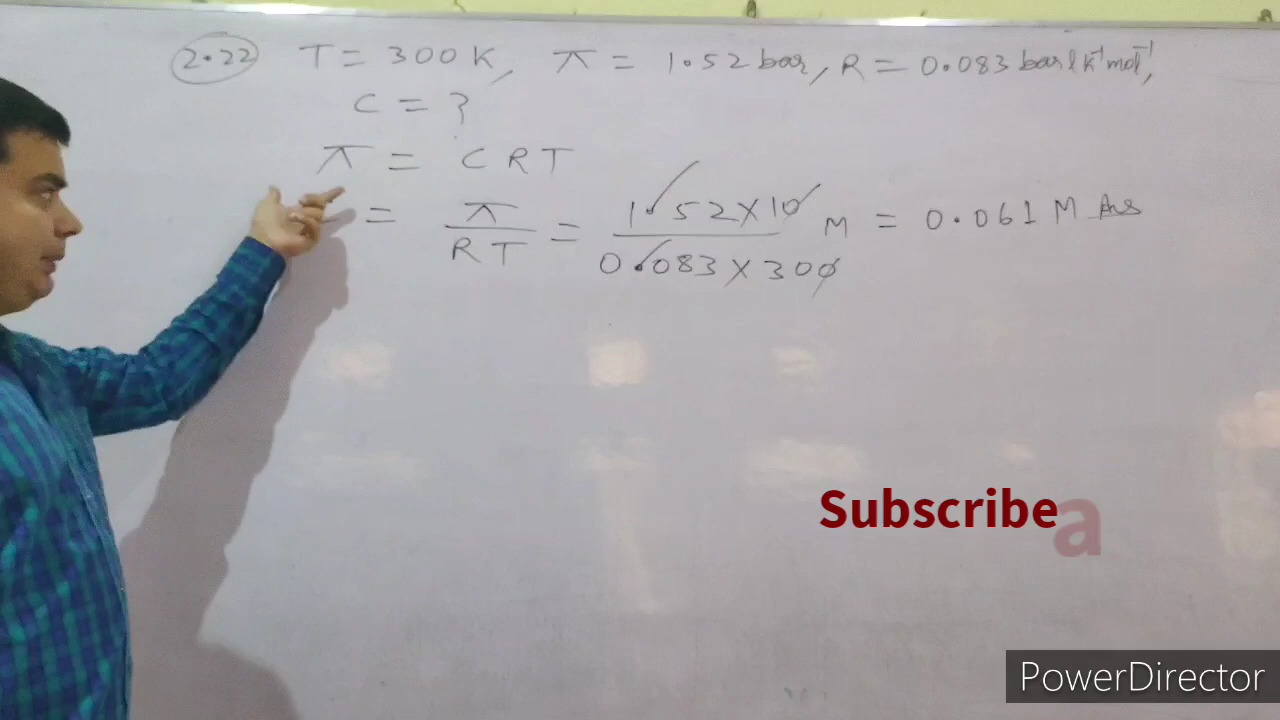 2.22 T = 300 K, π = 1.52 bar, R = 0.083 bar l K⁻¹ mol⁻¹,
C = ?
π = C R T
= π / R T = 1.52 × 10 / 0.083 × 300 M = 0.061 M Ans
Subscribe a
PowerDirector